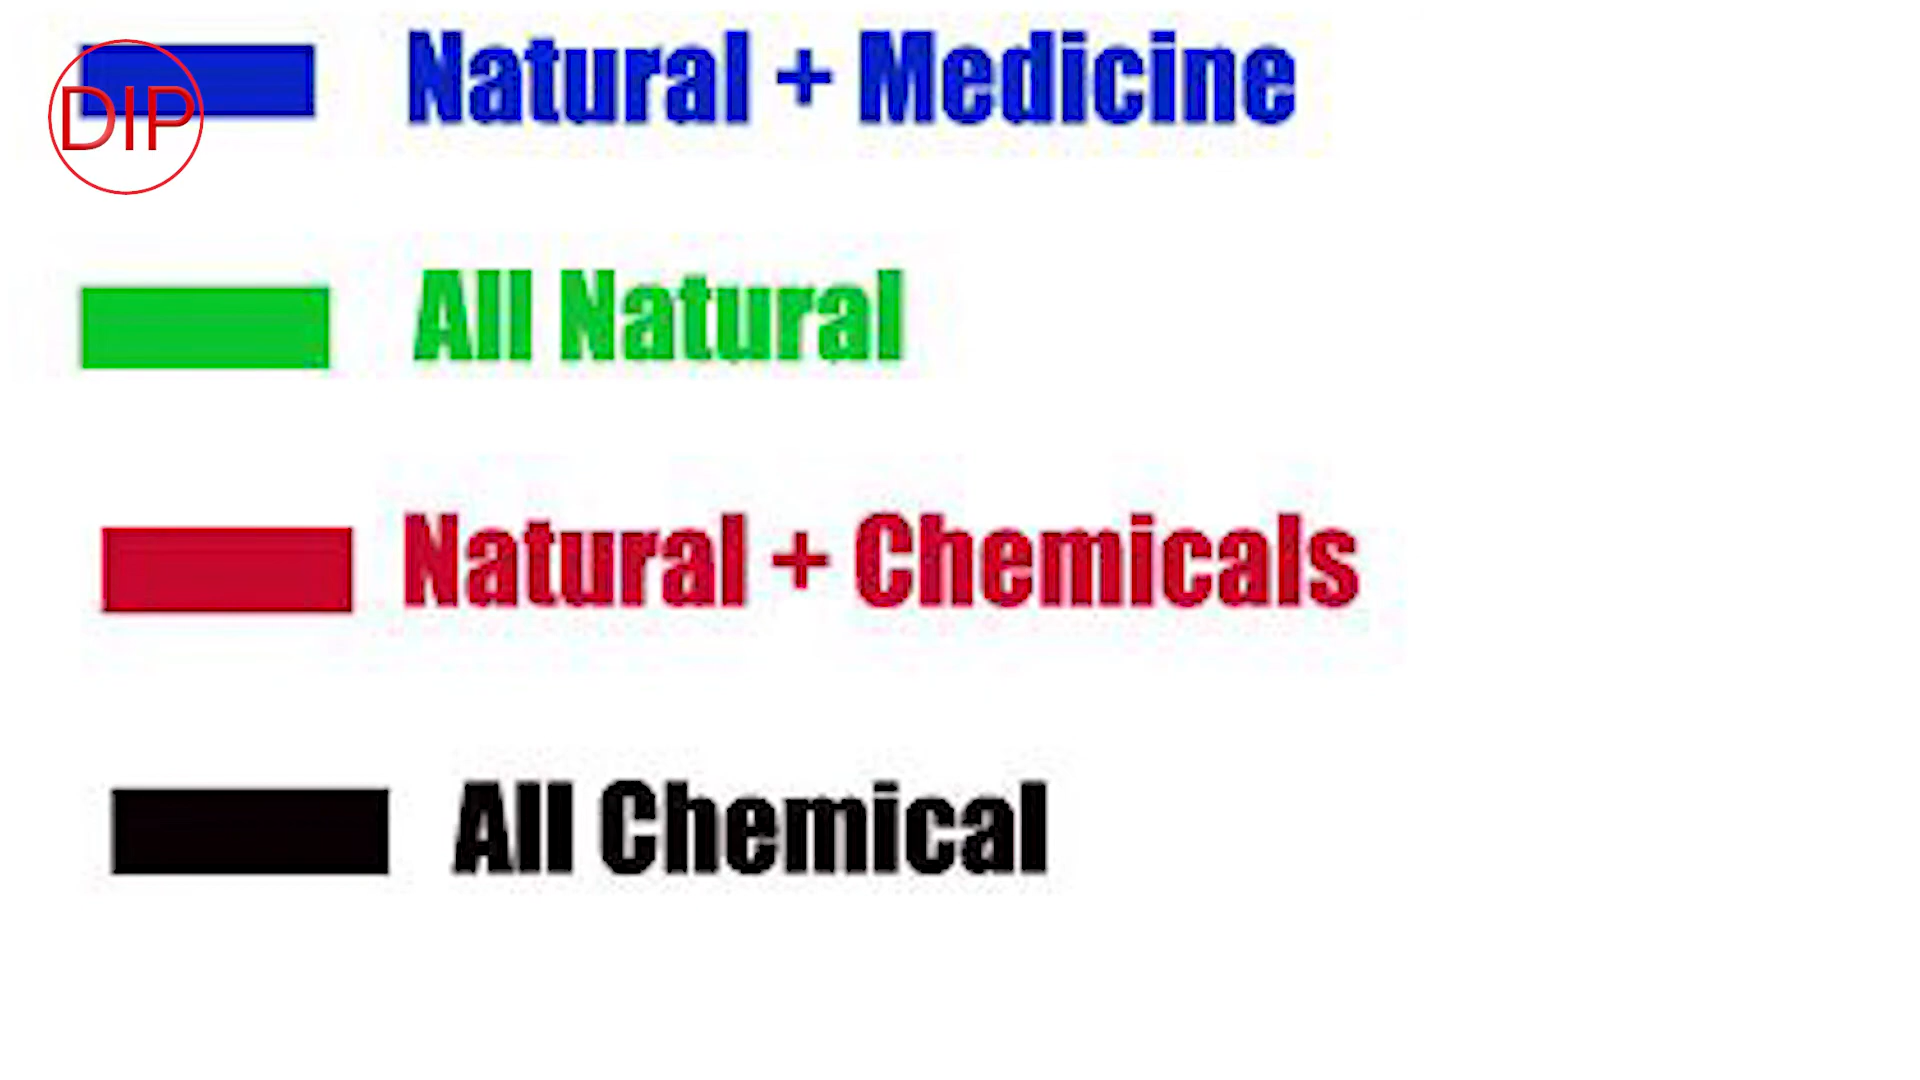 Natural + Medicine
DIP
All Natural
Natural + Chemicals
All Chemical